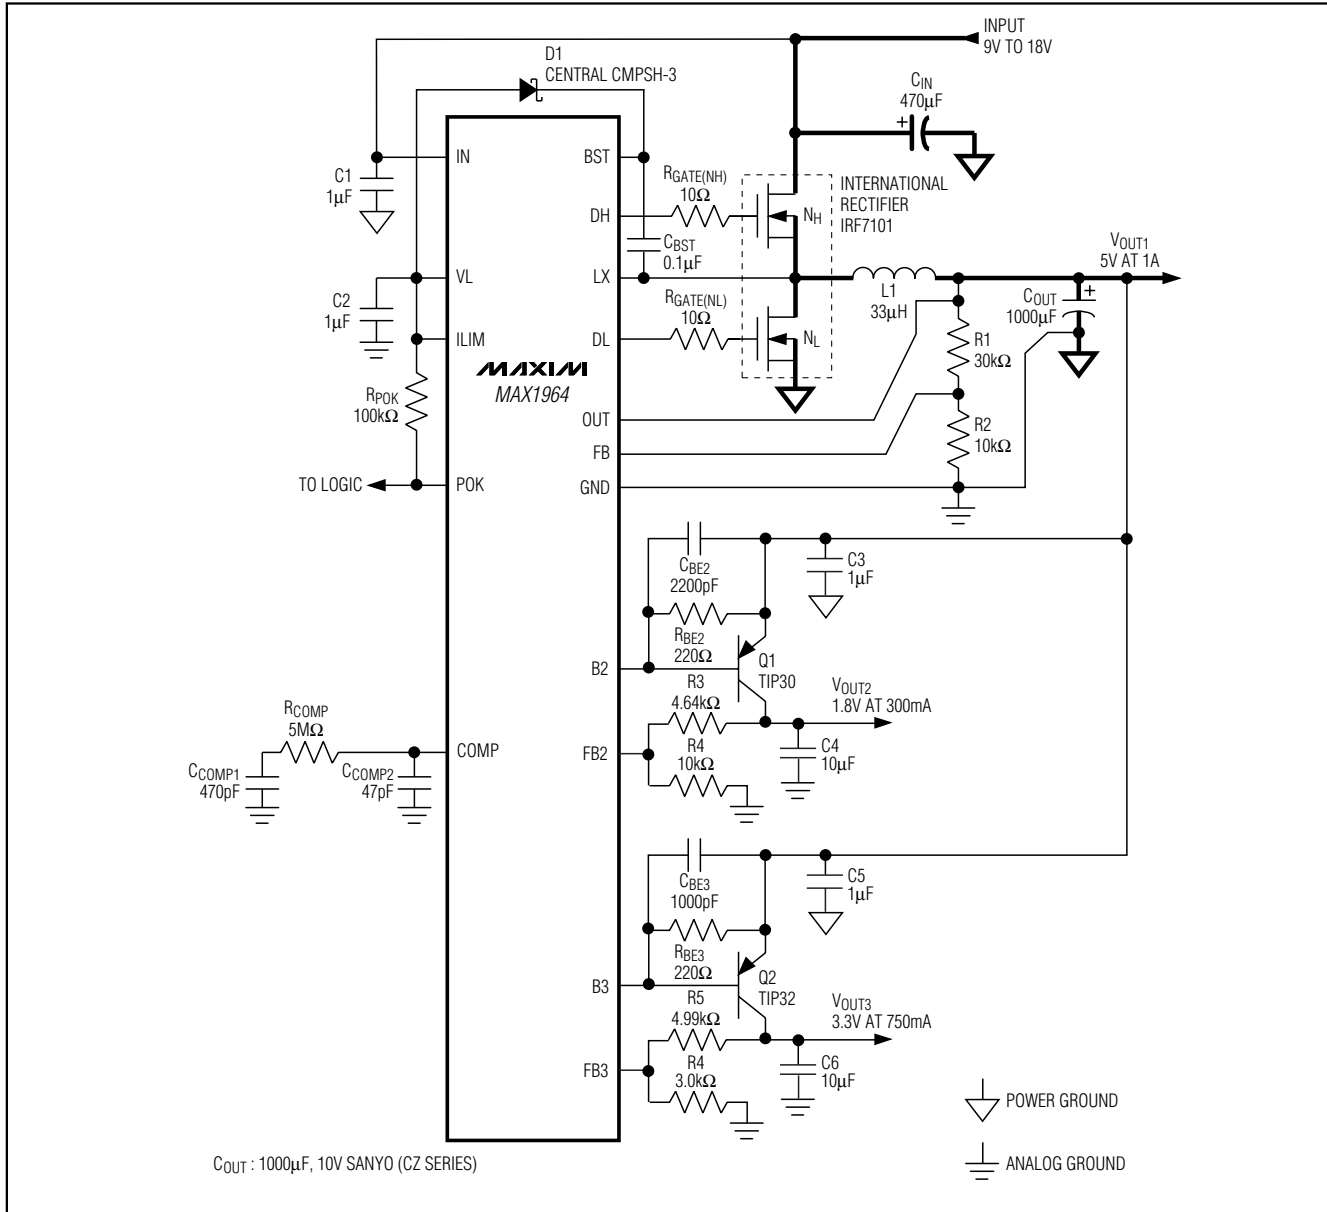 INPUT
9V TO 18V
D1
CENTRAL CMPSH-3
CIN
470µF
+
IN
BST
C1
1µF
RGATE(NH)
10Ω
INTERNATIONAL
RECTIFIER
IRF7101
DH
NH
CBST
0.1µF
VOUT1
5V AT 1A
VL
LX
L1
33µH
COUT
1000µF
+
C2
1µF
RGATE(NL)
10Ω
ILIM
DL
NL
R1
30kΩ
MAXIM
MAX1964
RPOK
100kΩ
OUT
R2
10kΩ
FB
TO LOGIC
POK
GND
CBE2
2200pF
C3
1µF
RBE2
220Ω
B2
Q1
TIP30
R3
4.64kΩ
VOUT2
1.8V AT 300mA
RCOMP
5MΩ
COMP
FB2
R4
10kΩ
C4
10µF
CCOMP1
470pF
CCOMP2
47pF
CBE3
1000pF
C5
1µF
RBE3
220Ω
B3
Q2
TIP32
R5
4.99kΩ
VOUT3
3.3V AT 750mA
FB3
R4
3.0kΩ
C6
10µF
POWER GROUND
COUT : 1000µF, 10V SANYO (CZ SERIES)
ANALOG GROUND